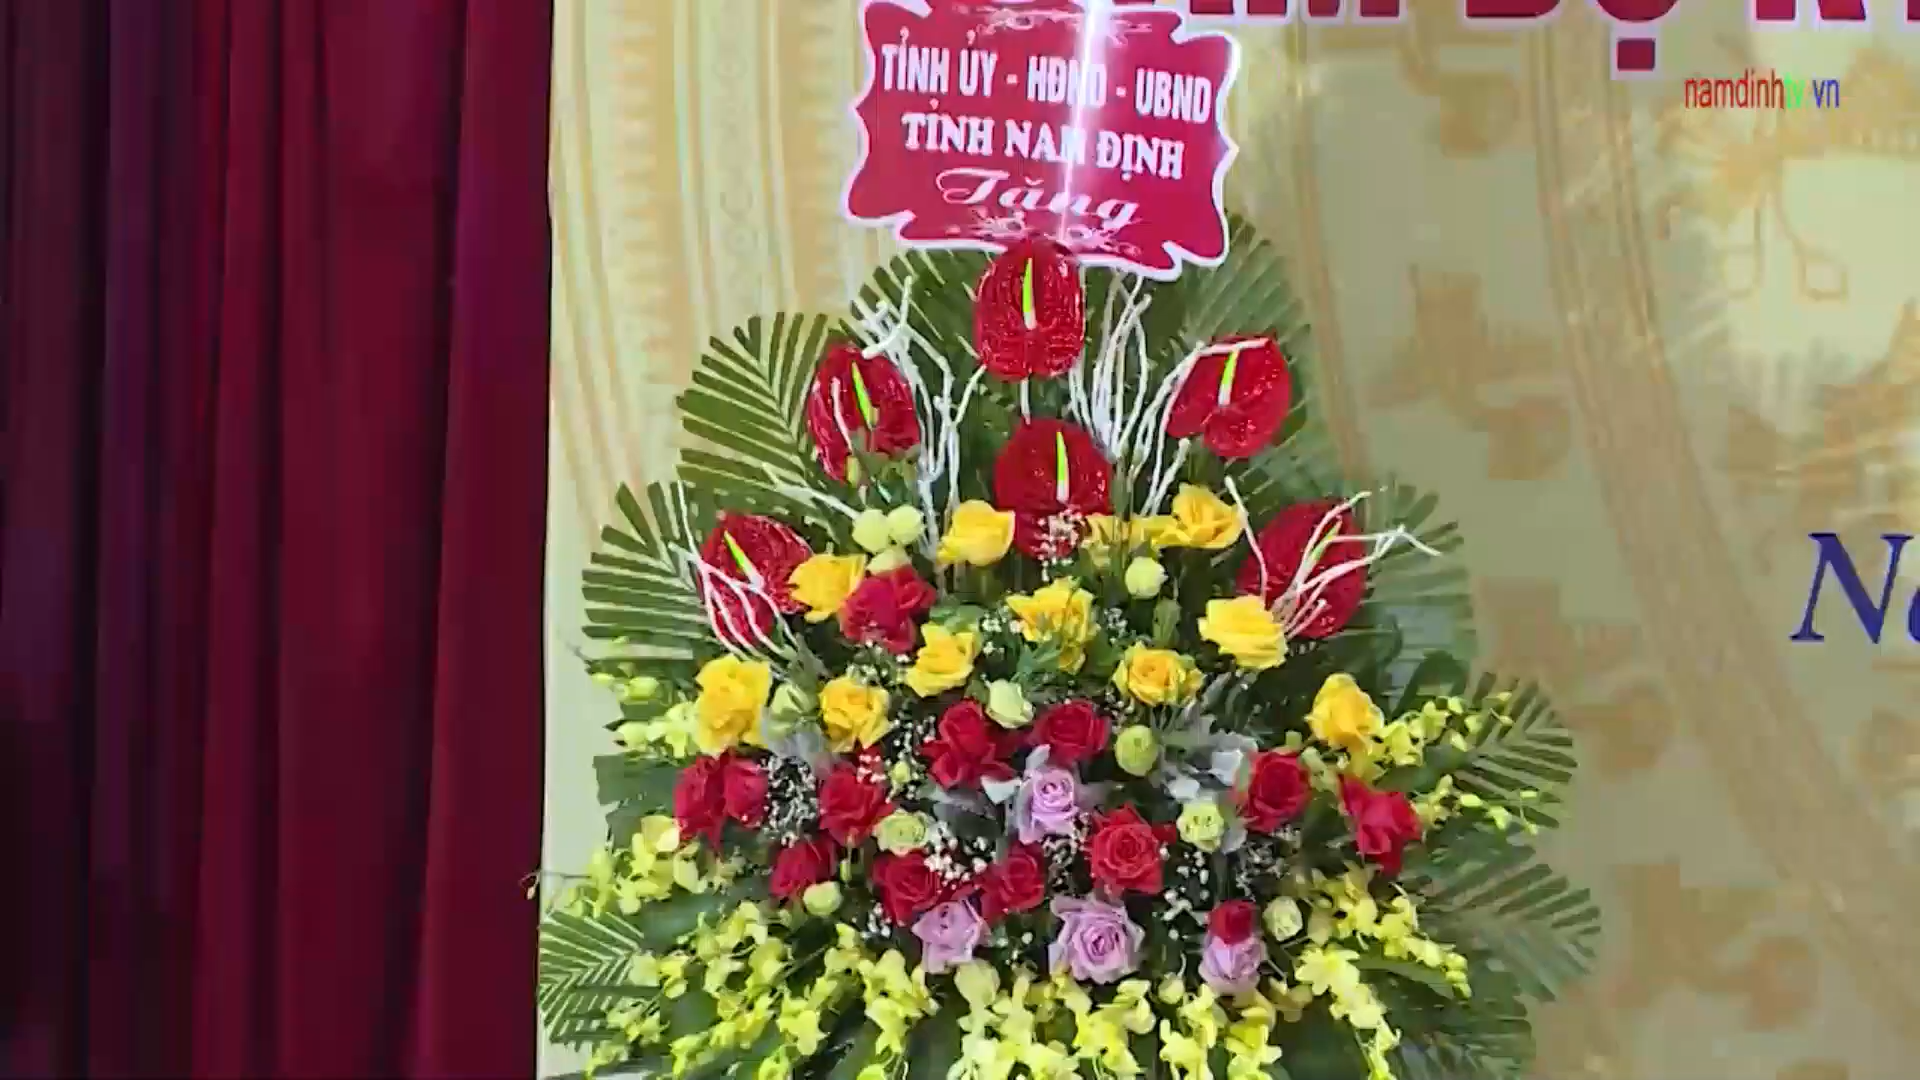 TỈNH ỦY - HĐND - UBND
TỈNH NAM ĐỊNH
Tặng
namdinhtv.vn